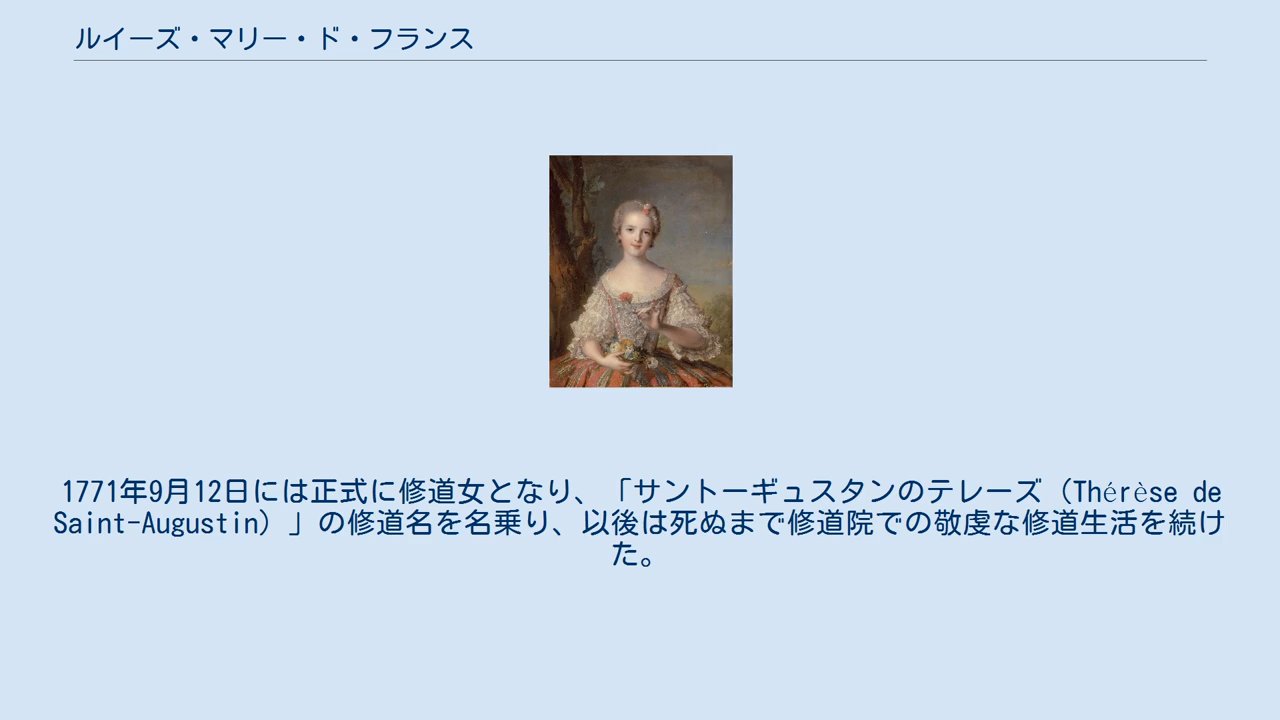 ルイーズ・マリー・ド・フランス
1771年9月12日には正式に修道女となり、「サントーギュスタンのテレーズ（Thérèse de
Saint-Augustin）」の修道名を名乗り、以後は死ぬまで修道院での敬虔な修道生活を続け
た。